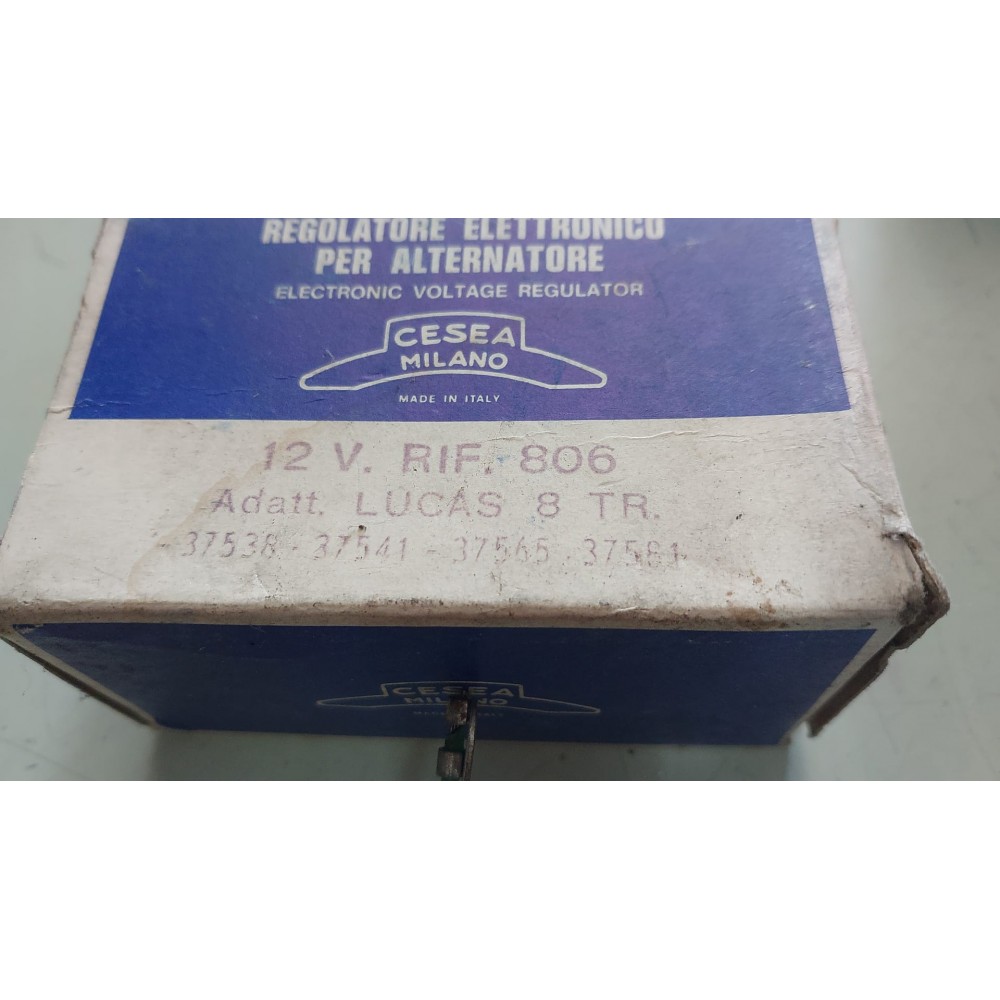 REGOLATORE ELETTRONICO
PER ALTERNATORE
ELECTRONIC VOLTAGE REGULATOR
CESEA
MILANO
MADE IN ITALY
12 V. RIF. 806
Adatt. LUCAS 8 TR.
- 37538 - 37541 - 37565 . 37581
CESEA
MILANO